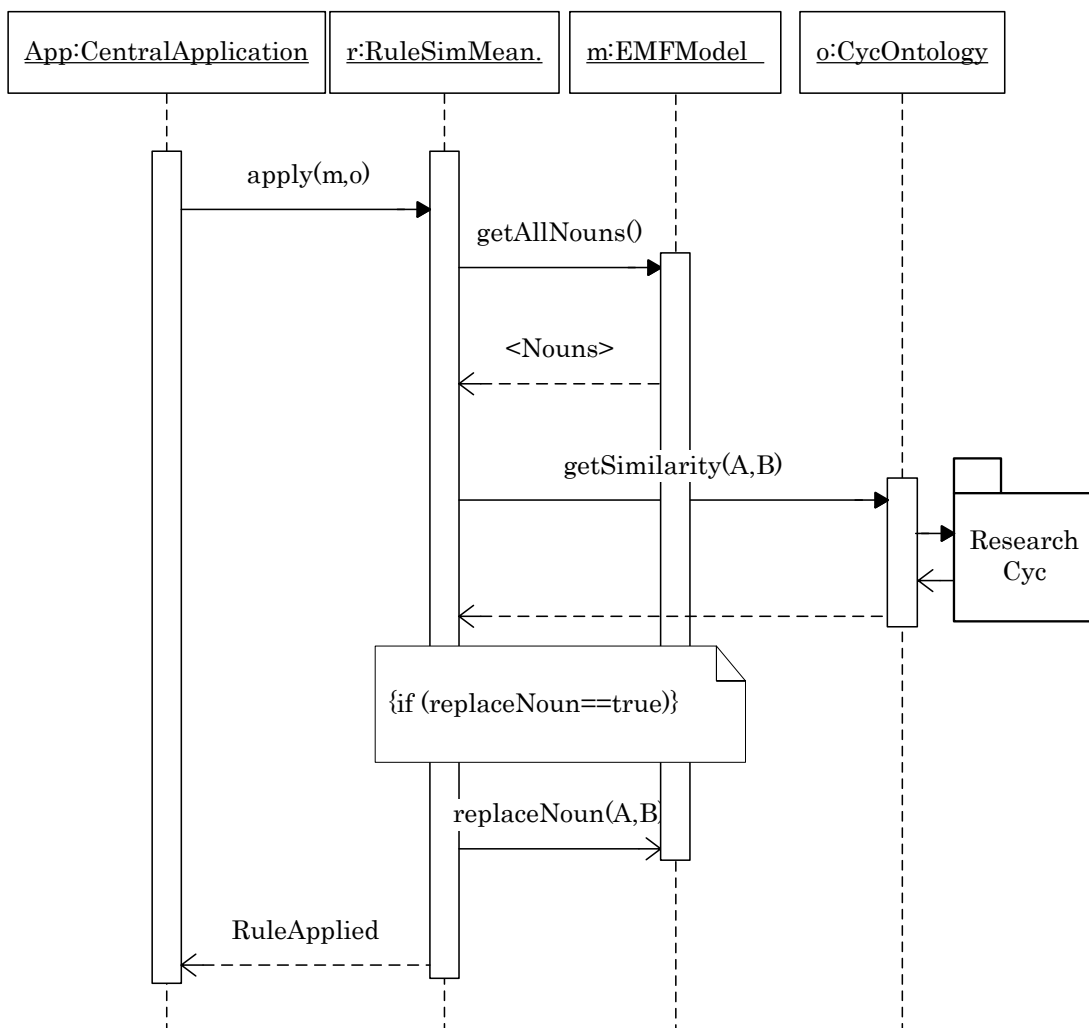 App:CentralApplication
r:RuleSimMean.
m:EMFModel
o:CycOntology
apply(m,o)
getAllNouns()
<Nouns>
getSimilarity(A,B)
Research
Cyc
{if (replaceNoun==true)}
replaceNoun(A,B)
RuleApplied